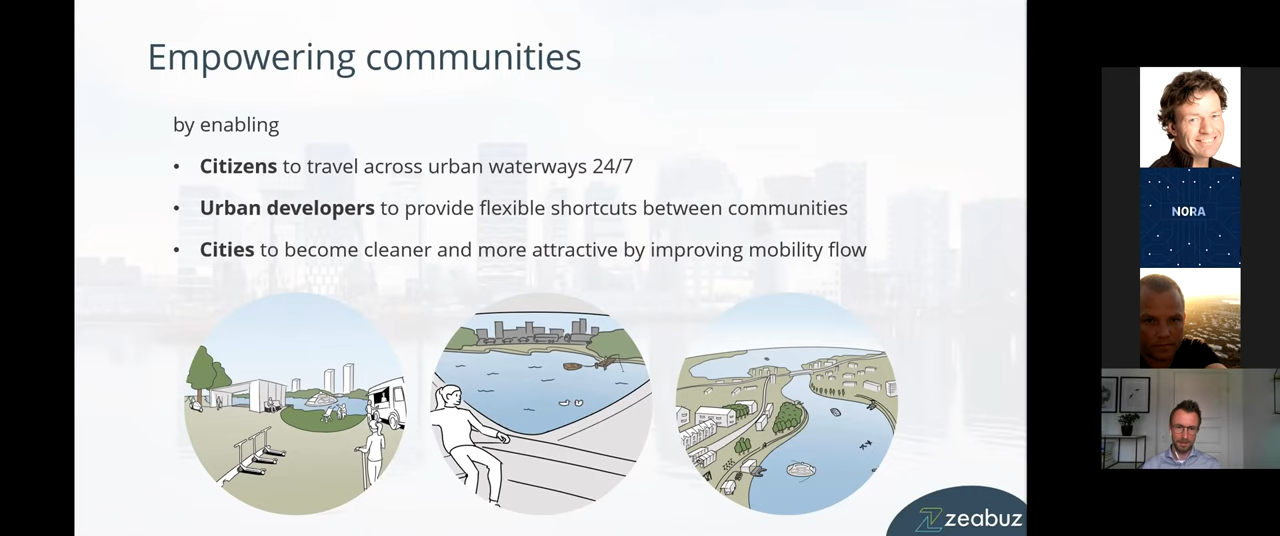 Empowering communities
by enabling
• Citizens to travel across urban waterways 24/7
• Urban developers to provide flexible shortcuts between communities
• Cities to become cleaner and more attractive by improving mobility flow
NORA
zeabuz